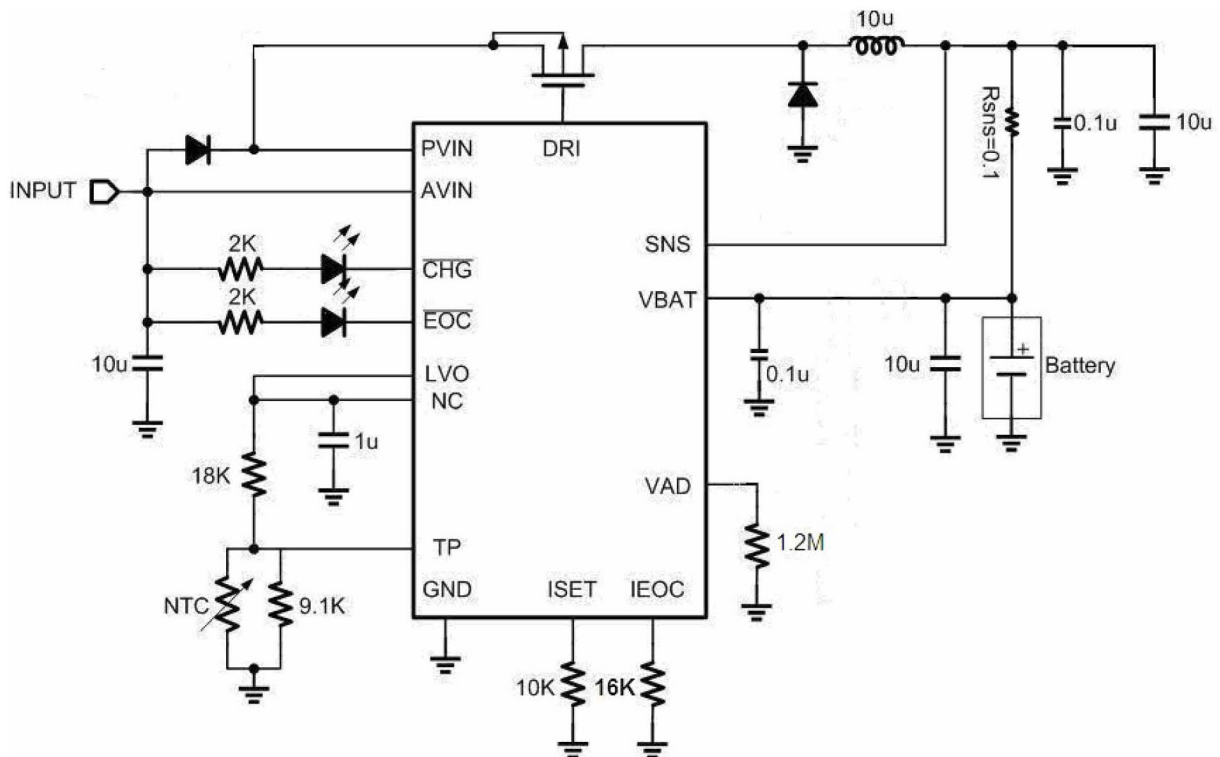 10u
PVIN
DRI
0.1u
10u
Rsns=0.1
INPUT
AVIN
2K
CHG
SNS
2K
EOC
VBAT
10u
LVO
NC
0.1u
10u
+
Battery
1u
18K
VAD
1.2M
TP
NTC
9.1K
GND
ISET
IEOC
10K
16K